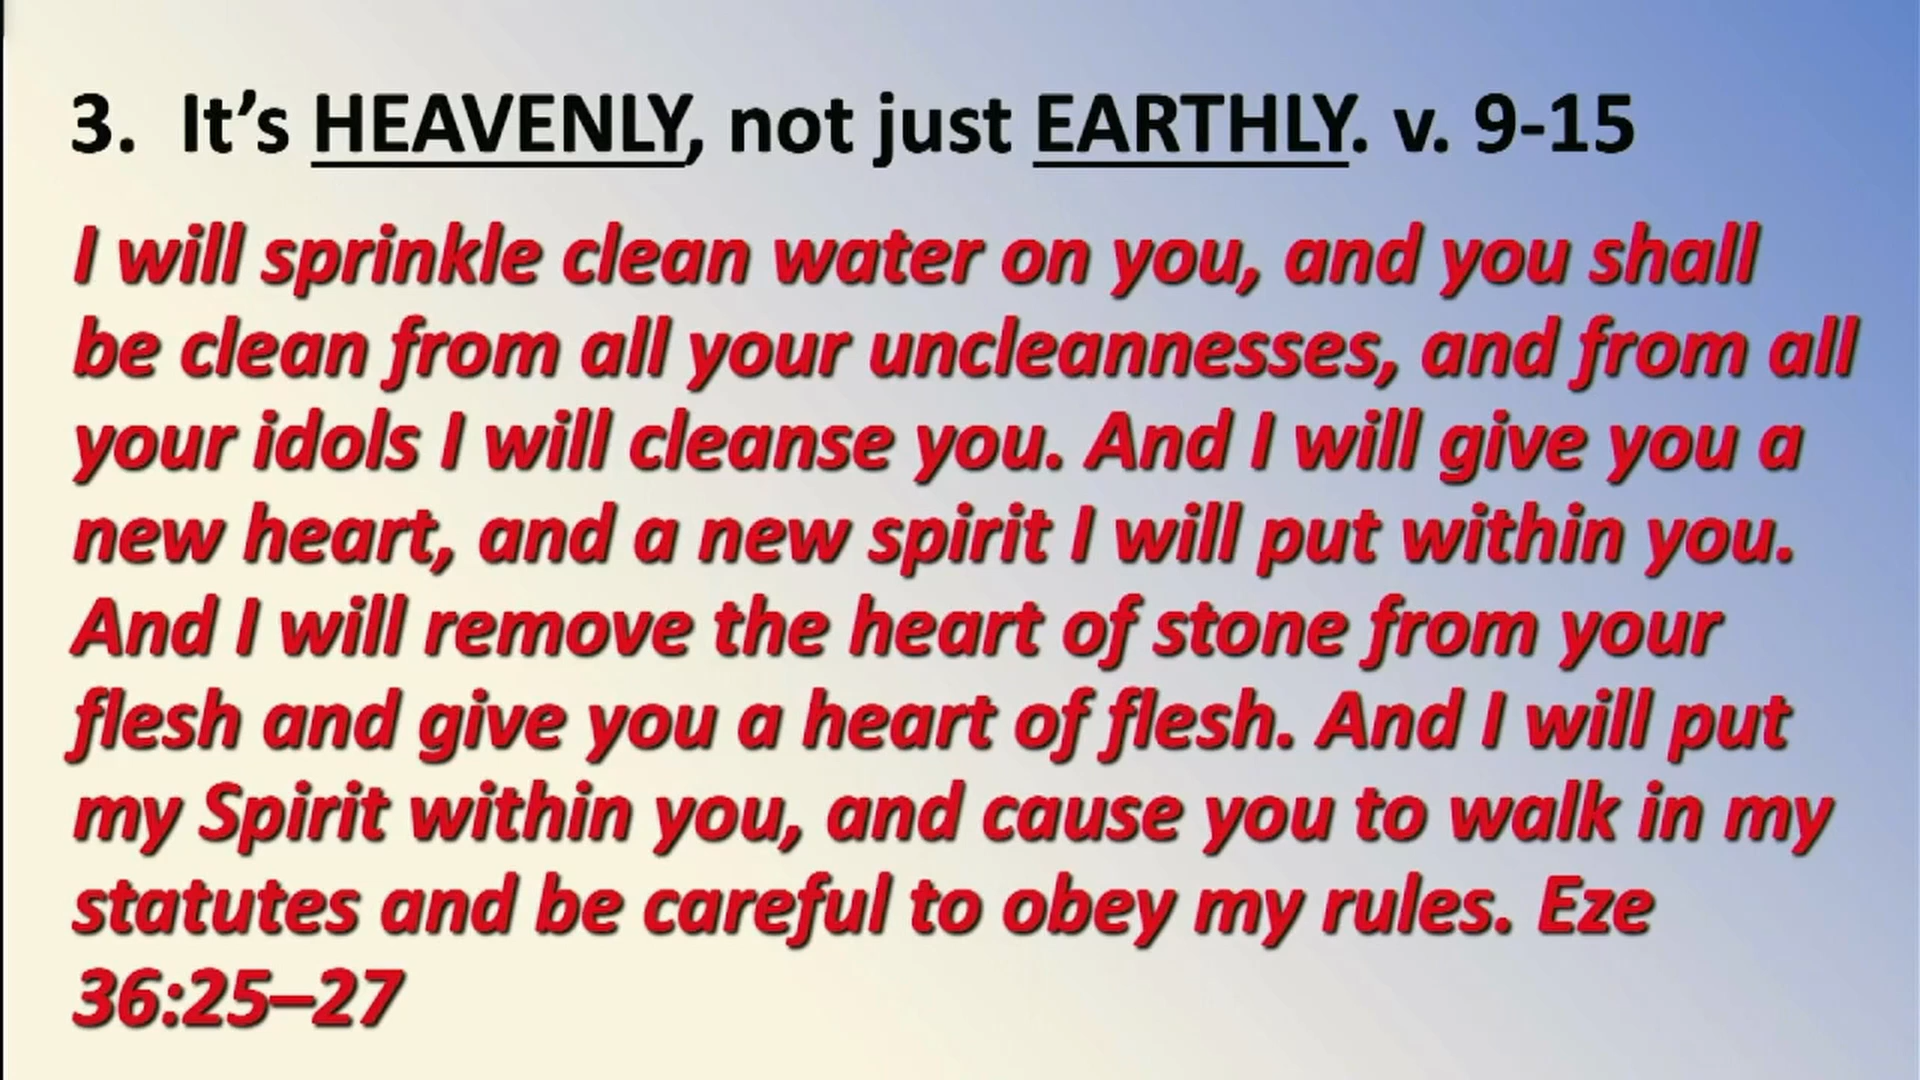 3. It’s HEAVENLY, not just EARTHLY. v. 9-15
I will sprinkle clean water on you, and you shall
be clean from all your uncleannesses, and from all
your idols I will cleanse you. And I will give you a
new heart, and a new spirit I will put within you.
And I will remove the heart of stone from your
flesh and give you a heart of flesh. And I will put
my Spirit within you, and cause you to walk in my
statutes and be careful to obey my rules. Eze
36:25–27